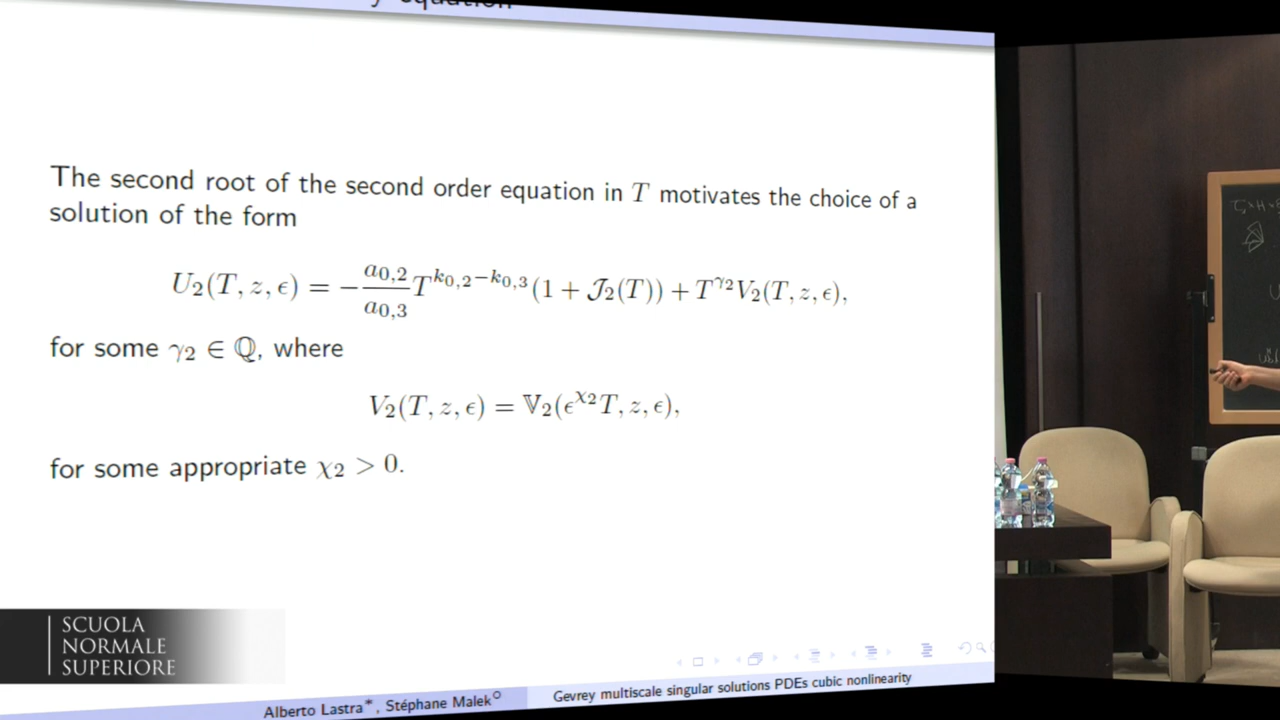 The second root of the second order equation in T motivates the choice of a
solution of the form
U₂(T, z, ϵ) = −a₀,₂/a₀,₃ T^{k₀,₂−k₀,₃}(1 + 𝒥₂(T)) + T^{γ₂}V₂(T, z, ϵ),
for some γ₂ ∈ ℚ, where
V₂(T, z, ϵ) = 𝕍₂(ϵ^{χ₂}T, z, ϵ),
for some appropriate χ₂ > 0.
SCUOLA
NORMALE
SUPERIORE
Alberto Lastra*, Stéphane Malek○
Gevrey multiscale singular solutions PDEs cubic nonlinearity